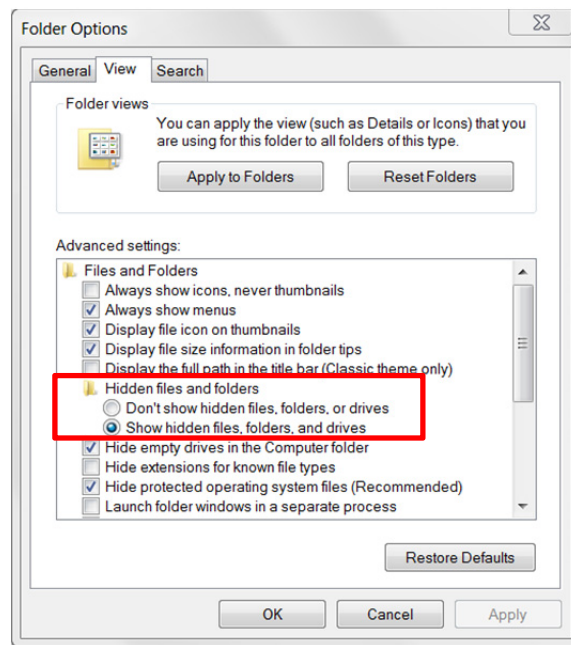 Folder Options
General
View
Search
Folder views
You can apply the view (such as Details or Icons) that you
are using for this folder to all folders of this type.
Apply to Folders
Reset Folders
Advanced settings:
Files and Folders
Always show icons, never thumbnails
Always show menus
Display file icon on thumbnails
Display file size information in folder tips
Display the full path in the title bar (Classic theme only)
Hidden files and folders
Don't show hidden files, folders, or drives
Show hidden files, folders, and drives
Hide empty drives in the Computer folder
Hide extensions for known file types
Hide protected operating system files (Recommended)
Launch folder windows in a separate process
Restore Defaults
OK
Cancel
Apply